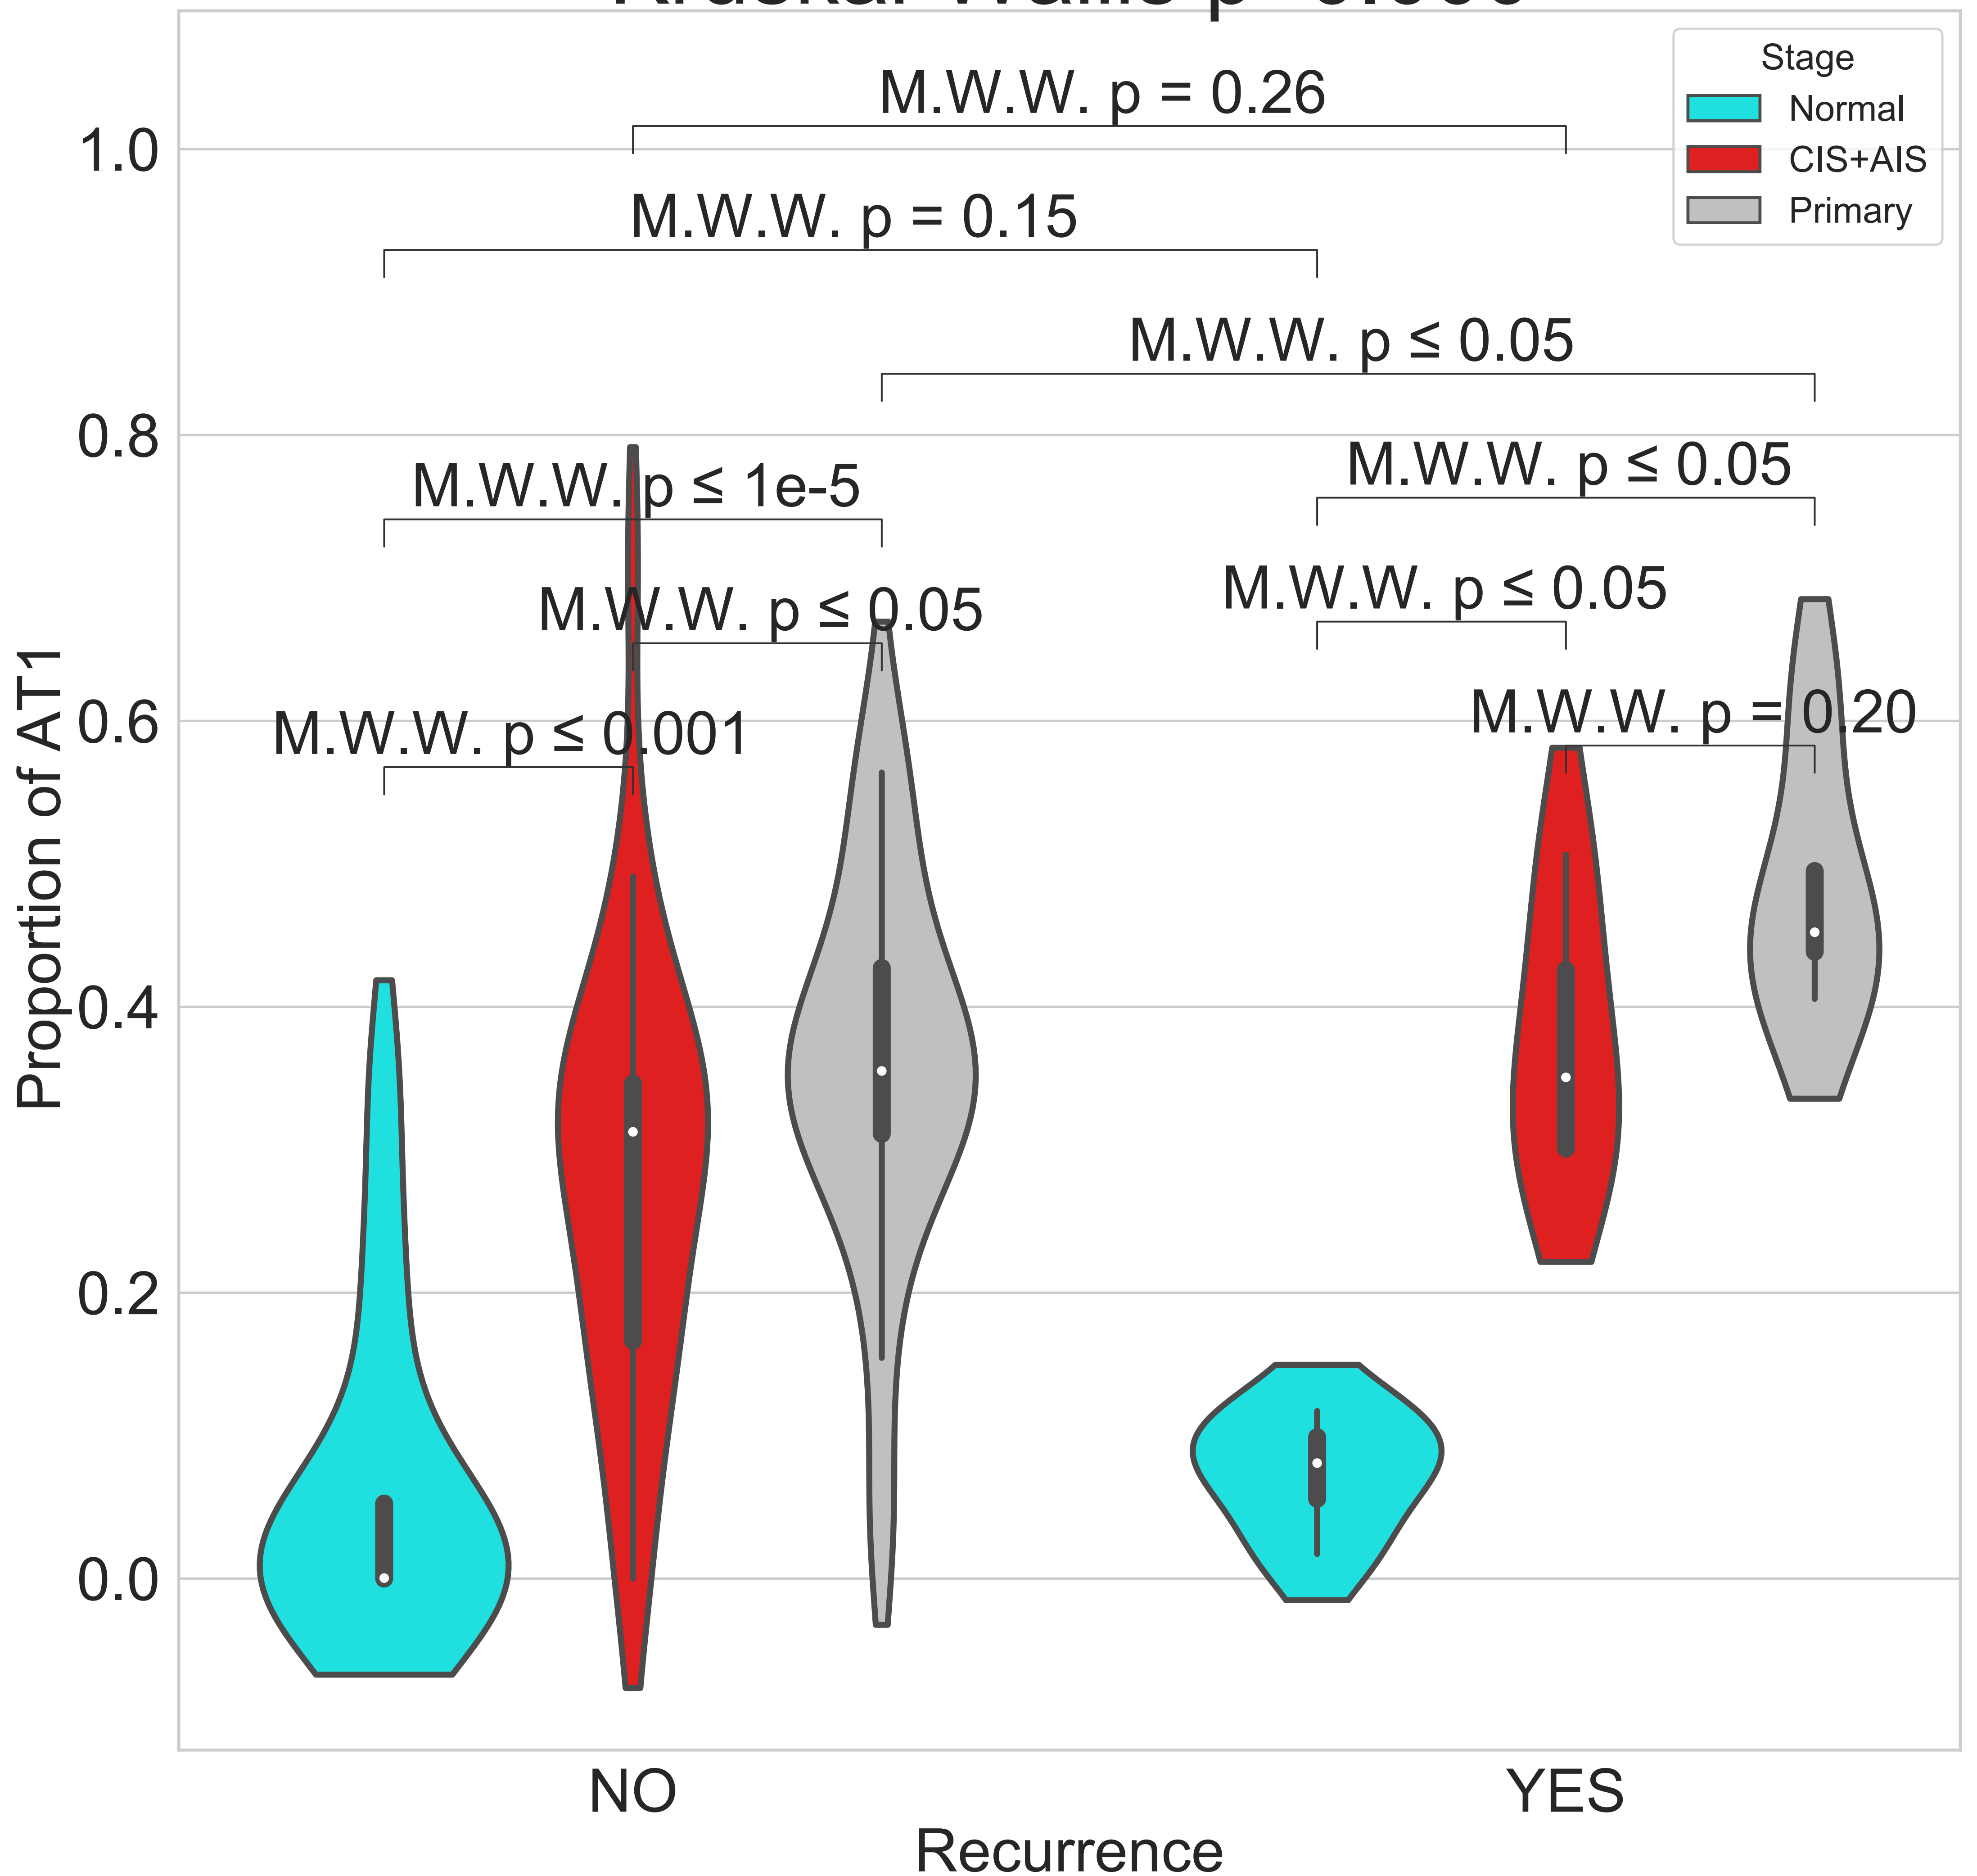 Stage
Normal
CIS+AIS
Primary
M.W.W. p = 0.26
M.W.W. p = 0.15
M.W.W. p ≤ 0.05
M.W.W. p ≤ 0.05
M.W.W. p ≤ 1e-5
M.W.W. p ≤ 0.05
M.W.W. p ≤ 0.05
M.W.W. p ≤ 0.001
M.W.W. p = 0.20
1.0
0.8
0.6
0.4
0.2
0.0
Proportion of AT1
NO
YES
Recurrence